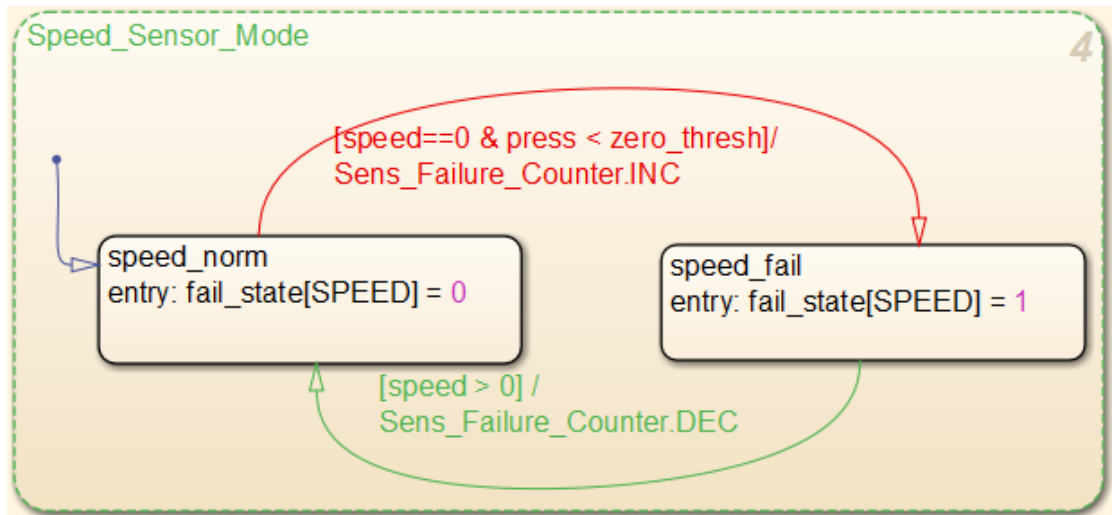 Speed_Sensor_Mode
4
[speed==0 & press < zero_thresh]/
Sens_Failure_Counter.INC
speed_norm
entry: fail_state[SPEED] = 0
speed_fail
entry: fail_state[SPEED] = 1
[speed > 0] /
Sens_Failure_Counter.DEC